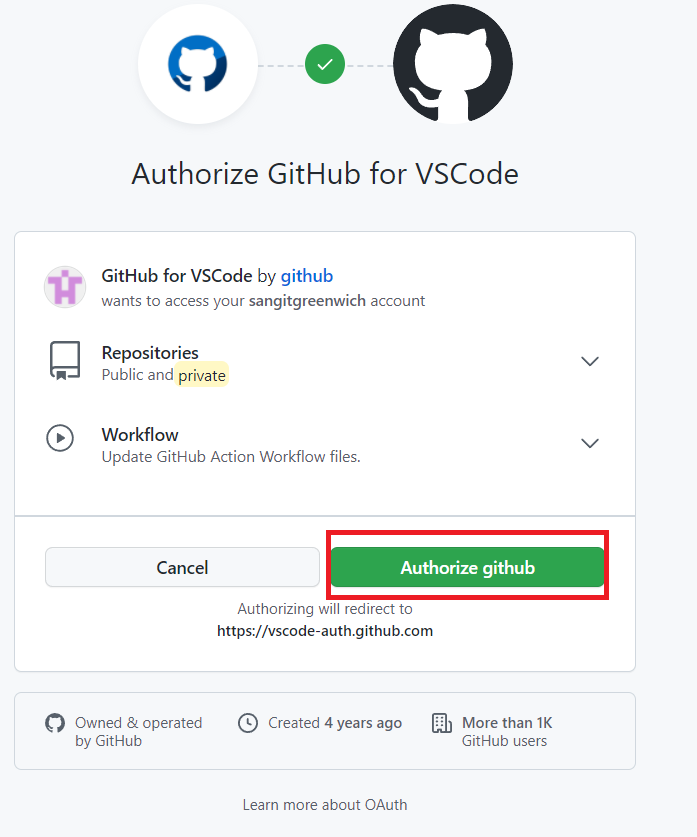 Authorize GitHub for VSCode
GitHub for VSCode by github
wants to access your sangitgreenwich account
Repositories
Public and private
Workflow
Update GitHub Action Workflow files.
Cancel
Authorize github
Authorizing will redirect to
https://vscode-auth.github.com
Owned & operated
by GitHub
Created 4 years ago
More than 1K
GitHub users
Learn more about OAuth